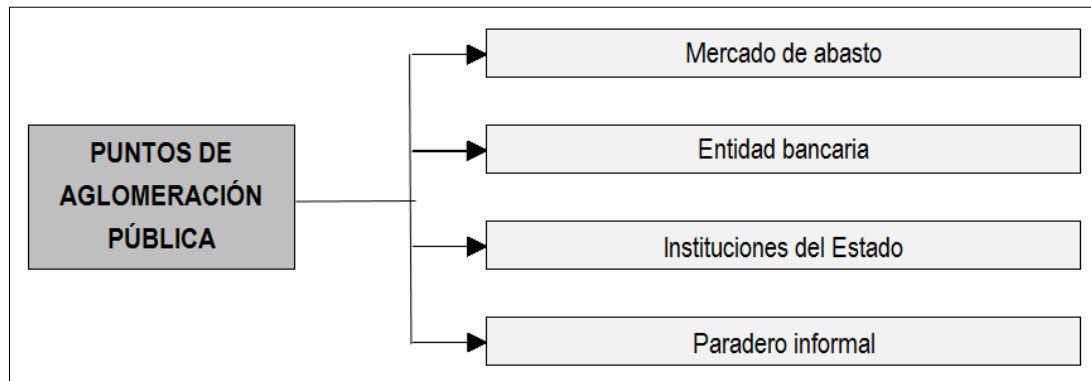 PUNTOS DE
AGLOMERACIÓN
PÚBLICA
Mercado de abasto
Entidad bancaria
Instituciones del Estado
Paradero informal